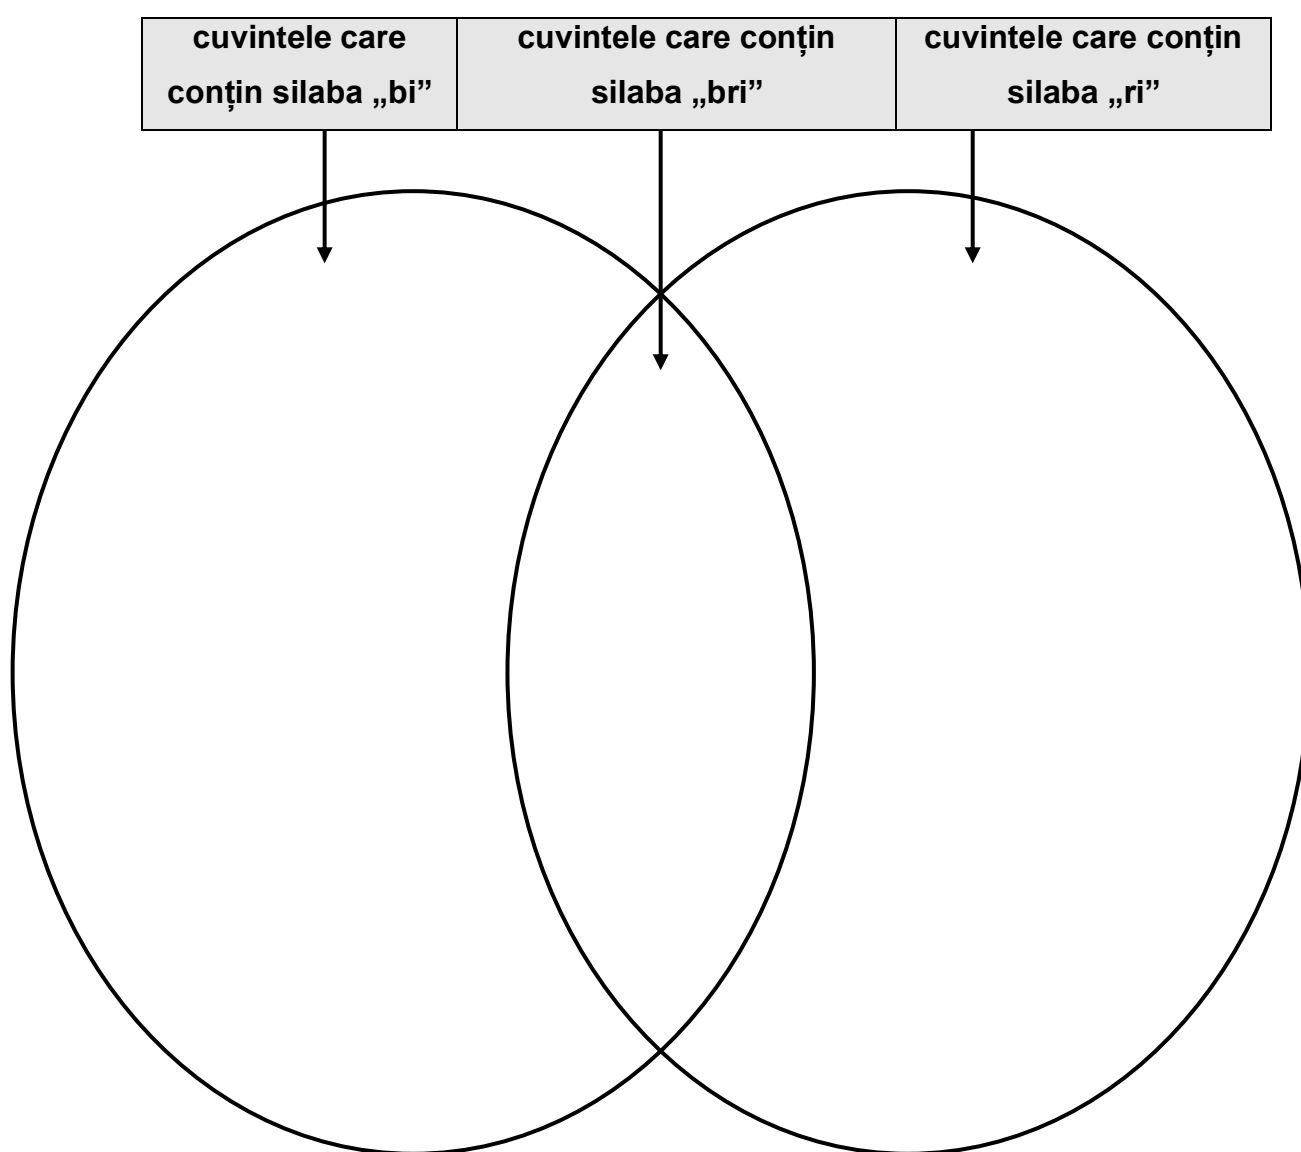 cuvintele care
conțin silaba „bi”
cuvintele care conțin
silaba „bri”
cuvintele care conțin
silaba „ri”